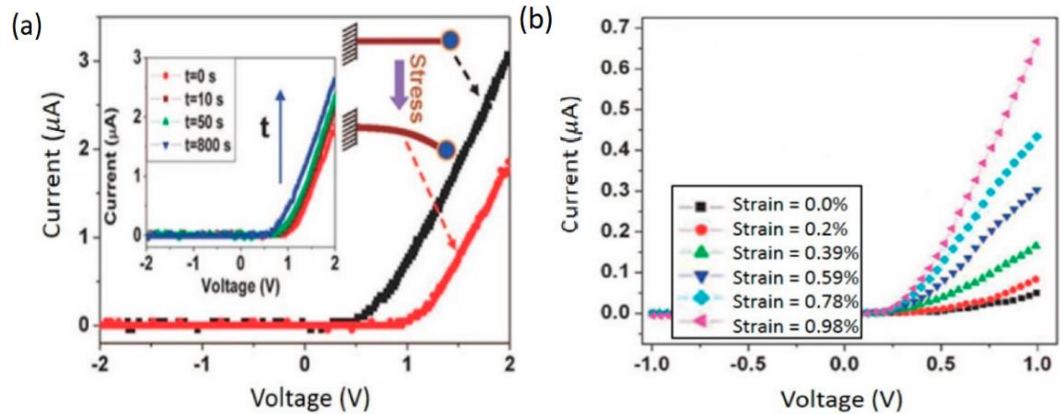 (a)
Current (μA)
3
2
1
0
-2
-1
0
1
2
Voltage (V)
Current (μA)
3
2
1
0
-2
-1
0
1
2
Voltage (V)
t=0 s
t=10 s
t=50 s
t=800 s
t
Stress
(b)
Current (μA)
0.7
0.6
0.5
0.4
0.3
0.2
0.1
0.0
-1.0
-0.5
0.0
0.5
1.0
Voltage (V)
Strain = 0.0%
Strain = 0.2%
Strain = 0.39%
Strain = 0.59%
Strain = 0.78%
Strain = 0.98%